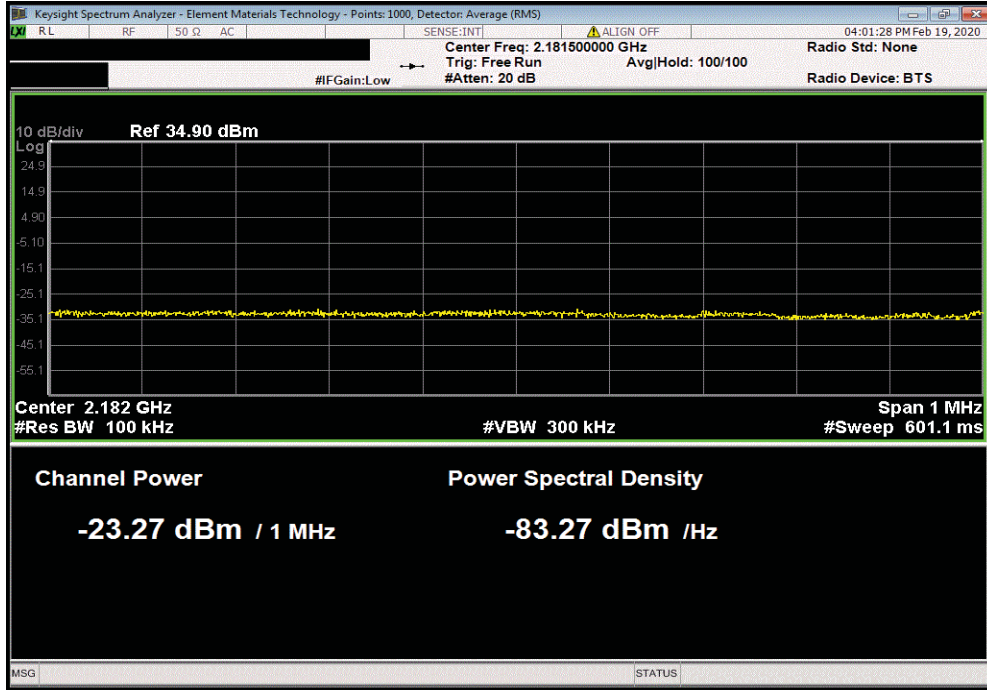 Keysight Spectrum Analyzer - Element Materials Technology - Points: 1000, Detector: Average (RMS)
LXI RL RF 50 Ω AC SENSE:INT ALIGN OFF 04:01:28 PM Feb 19, 2020
Center Freq: 2.181500000 GHz Radio Std: None
Trig: Free Run Avg|Hold: 100/100
#IFGain:Low #Atten: 20 dB Radio Device: BTS
10 dB/div Ref 34.90 dBm
Log
24.9
14.9
4.90
-5.10
-15.1
-25.1
-35.1
-45.1
-55.1
Center 2.182 GHz Span 1 MHz
#Res BW 100 kHz #VBW 300 kHz #Sweep 601.1 ms
Channel Power Power Spectral Density
-23.27 dBm / 1 MHz -83.27 dBm /Hz
MSG STATUS